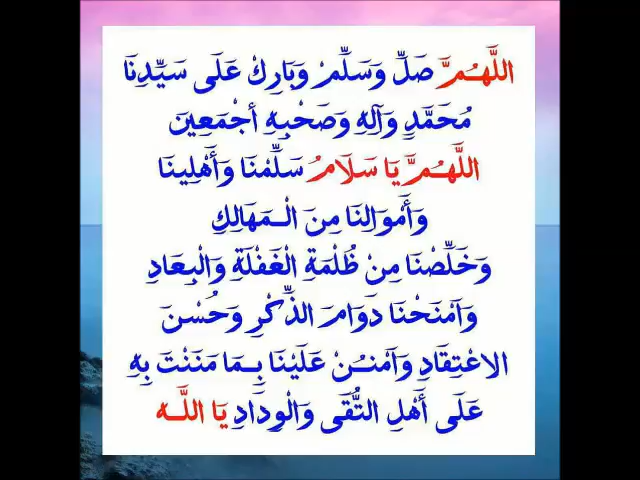 اللَّهُمَّ صَلِّ وَسَلِّمْ وَبَارِكْ عَلَى سَيِّدِنَا
مُحَمَّدٍ وَآلِهِ وَصَحْبِهِ أَجْمَعِينَ
اللَّهُمَّ يَا سَلَامُ سَلِّمْنَا وَأَهْلِينَا
وَأَمْوَالِنَا مِنَ الْمَهَالِكِ
وَخَلِّصْنَا مِنْ ظُلْمَةِ الْغَفْلَةِ وَالْبِعَادِ
وَامْنَحْنَا دَوَامَ الذِّكْرِ وَحُسْنَ
الاعْتِقَادِ وَامْنُنْ عَلَيْنَا بِمَا مَنَنْتَ بِهِ
عَلَى أَهْلِ التُّقَى وَالْوِدَادِ يَا اللَّه